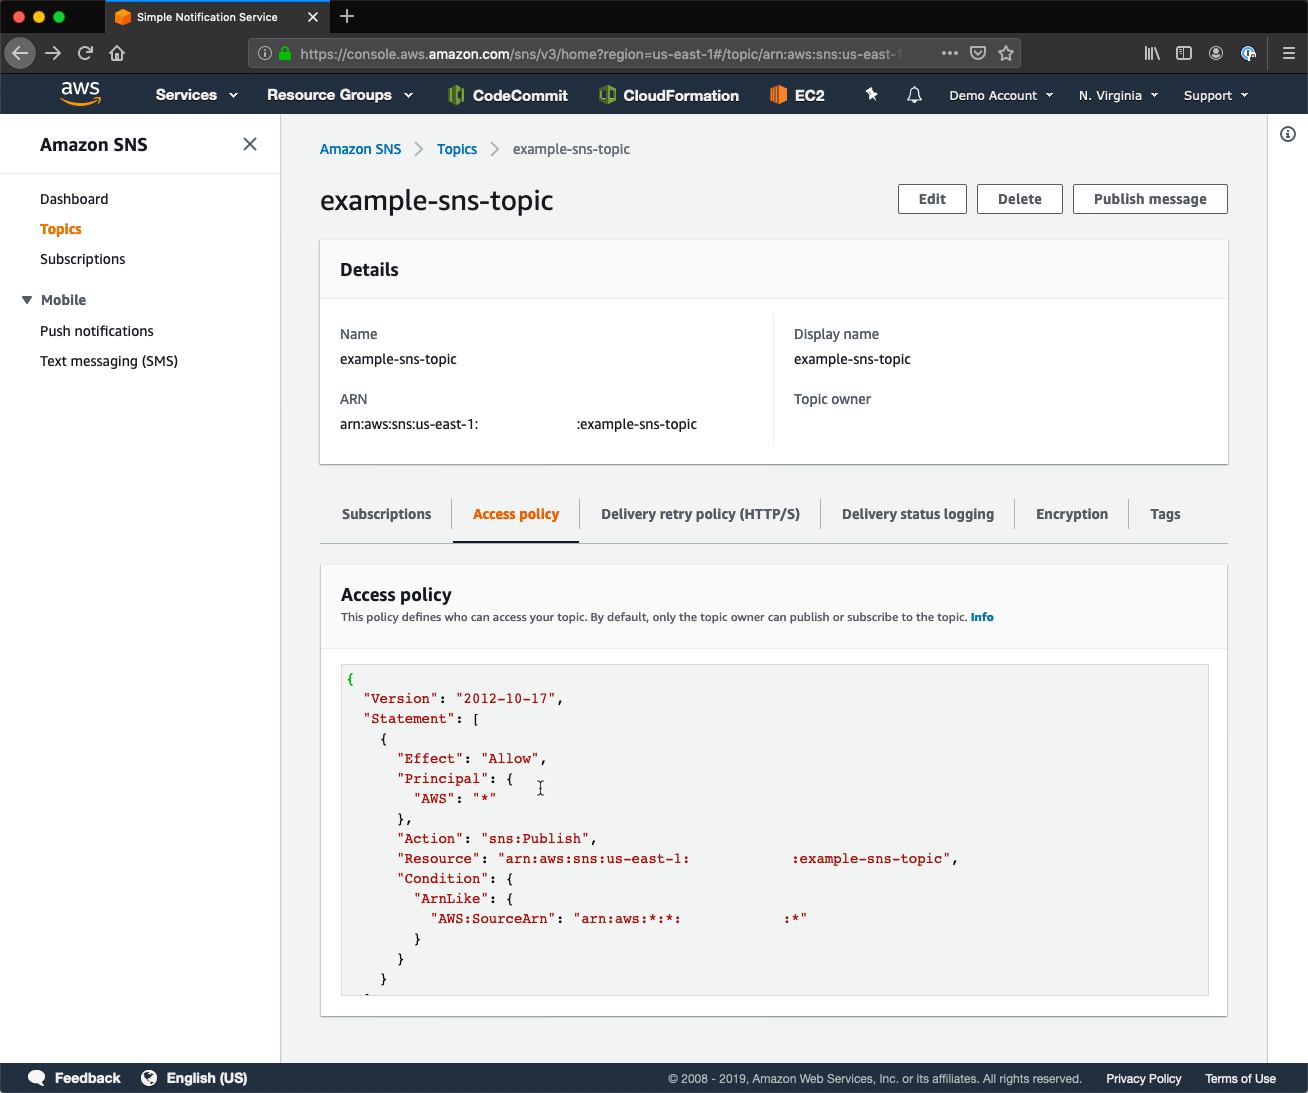 Simple Notification Service
https://console.aws.amazon.com/sns/v3/home?region=us-east-1#/topic/arn:aws:sns:us-east-1
aws
Services
Resource Groups
CodeCommit
CloudFormation
EC2
Demo Account
N. Virginia
Support
Amazon SNS
Dashboard
Topics
Subscriptions
Mobile
Push notifications
Text messaging (SMS)
Amazon SNS
Topics
example-sns-topic
example-sns-topic
Edit
Delete
Publish message
Details
Name
example-sns-topic
ARN
arn:aws:sns:us-east-1: :example-sns-topic
Display name
example-sns-topic
Topic owner
Subscriptions
Access policy
Delivery retry policy (HTTP/S)
Delivery status logging
Encryption
Tags
Access policy
This policy defines who can access your topic. By default, only the topic owner can publish or subscribe to the topic. Info
{
"Version": "2012-10-17",
"Statement": [
{
"Effect": "Allow",
"Principal": {
"AWS": "*"
},
"Action": "sns:Publish",
"Resource": "arn:aws:sns:us-east-1: :example-sns-topic",
"Condition": {
"ArnLike": {
"AWS:SourceArn": "arn:aws:*:*: :*"
}
}
}
Feedback
English (US)
© 2008 - 2019, Amazon Web Services, Inc. or its affiliates. All rights reserved.
Privacy Policy
Terms of Use